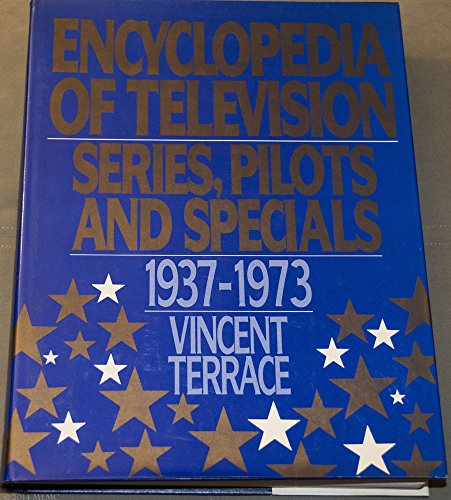 ENCYCLOPEDIA
OF TELEVISION
SERIES, PILOTS
AND SPECIALS
1937-1973
VINCENT
TERRACE